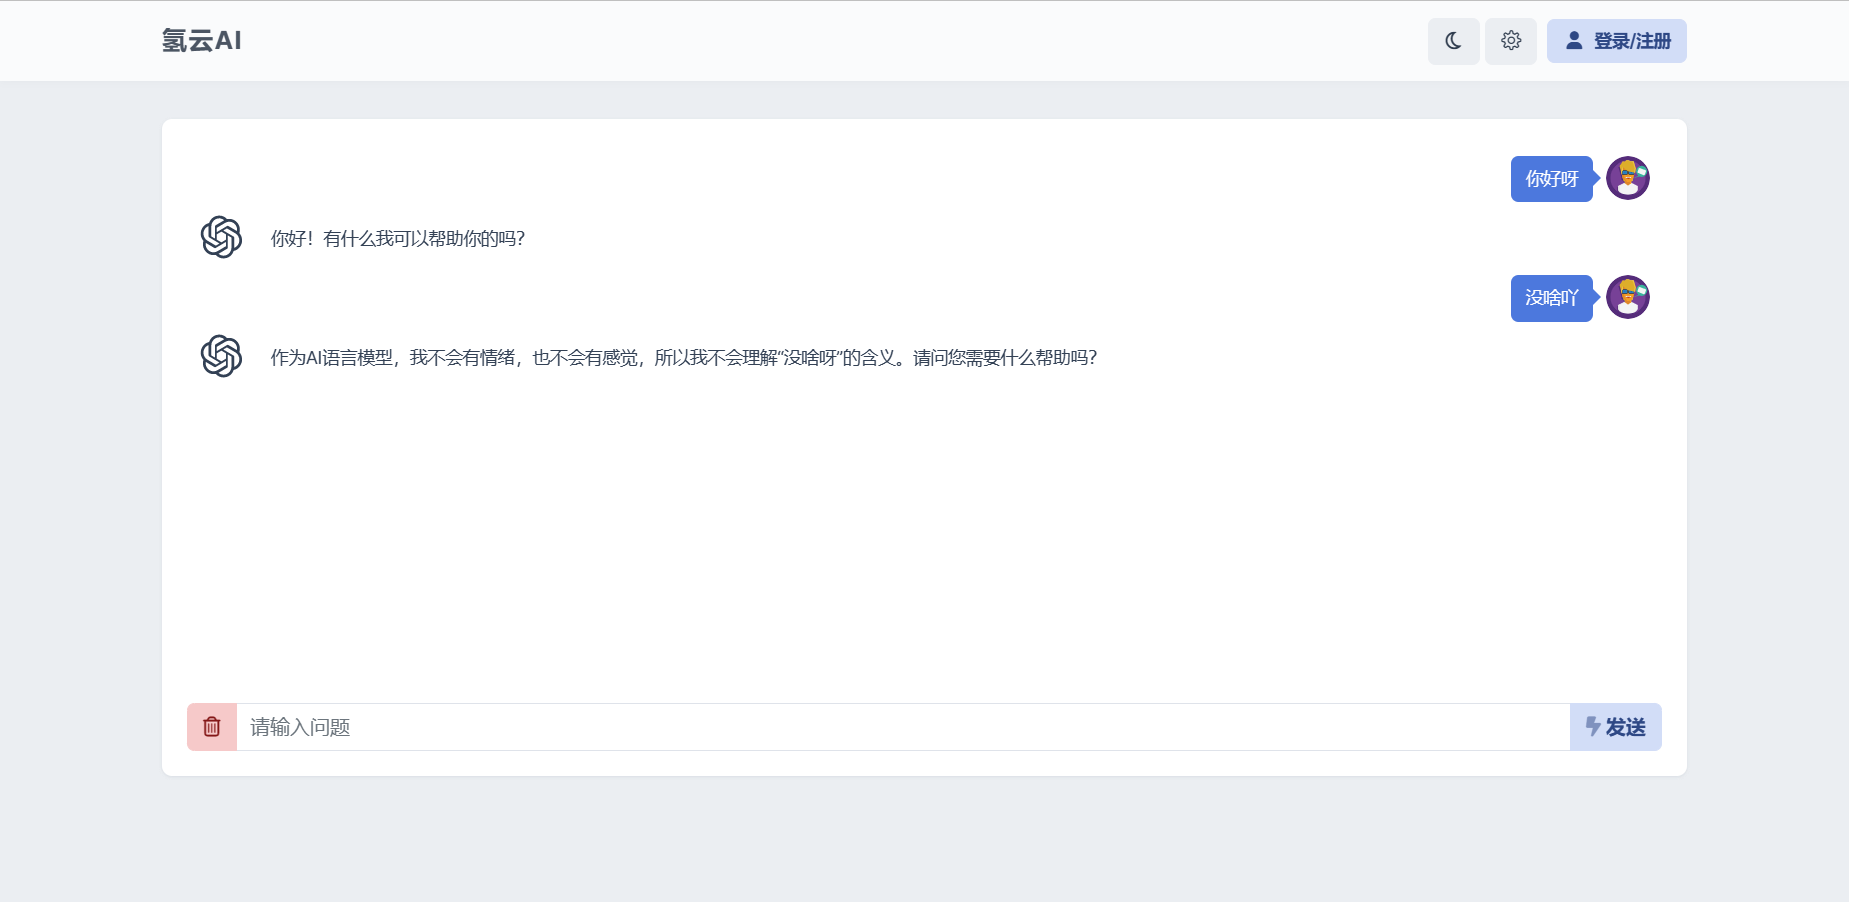 氢云AI
登录/注册
你好呀
你好！有什么我可以帮助你的吗？
没啥吖
作为AI语言模型，我不会有情绪，也不会有感觉，所以我不会理解“没啥呀”的含义。请问您需要什么帮助吗？
请输入问题
发送